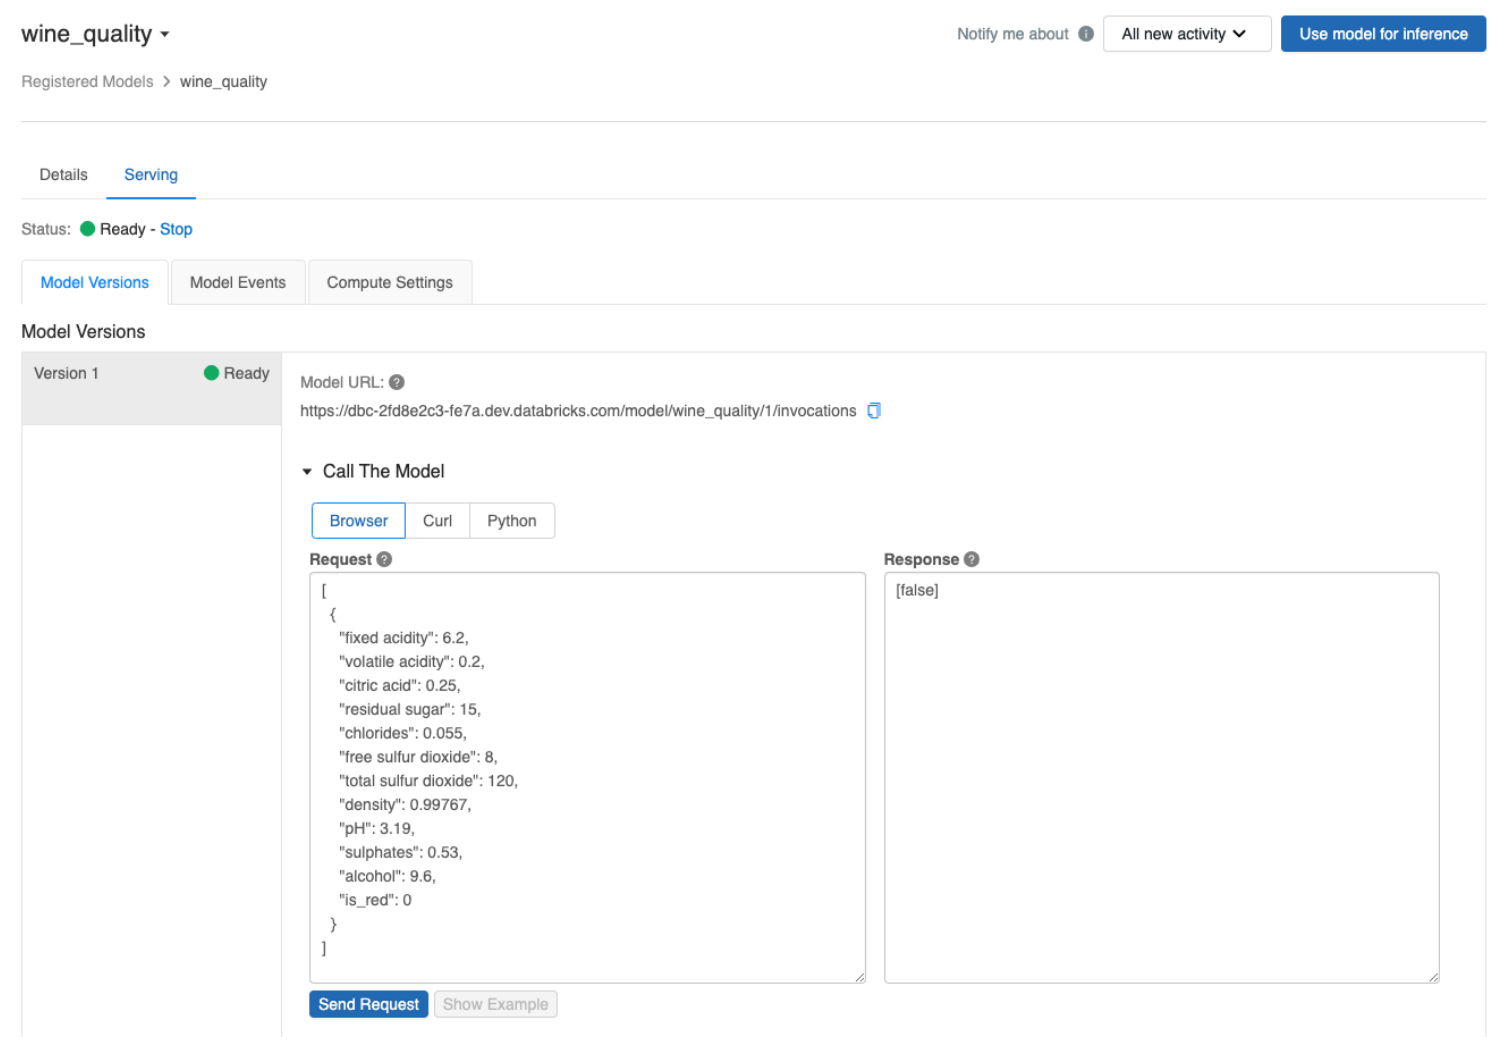 wine_quality
Notify me about
All new activity
Use model for inference
Registered Models > wine_quality
Details
Serving
Status: Ready - Stop
Model Versions
Model Events
Compute Settings
Model Versions
Version 1
Ready
Model URL:
https://dbc-2fd8e2c3-fe7a.dev.databricks.com/model/wine_quality/1/invocations
Call The Model
Browser
Curl
Python
Request
[
{
"fixed acidity": 6.2,
"volatile acidity": 0.2,
"citric acid": 0.25,
"residual sugar": 15,
"chlorides": 0.055,
"free sulfur dioxide": 8,
"total sulfur dioxide": 120,
"density": 0.99767,
"pH": 3.19,
"sulphates": 0.53,
"alcohol": 9.6,
"is_red": 0
}
]
Response
[false]
Send Request
Show Example